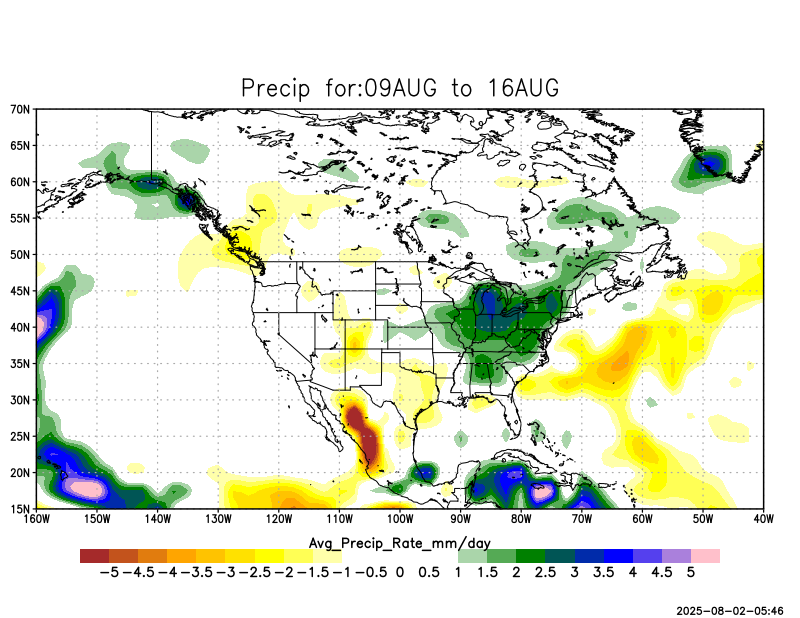 Precip for:09AUG to 16AUG
70N
65N
60N
55N
50N
45N
40N
35N
30N
25N
20N
15N
160W 150W 140W 130W 120W 110W 100W 90W 80W 70W 60W 50W 40W
Avg_Precip_Rate_mm/day
-5 -4.5 -4 -3.5 -3 -2.5 -2 -1.5 -1 -0.5 0 0.5 1 1.5 2 2.5 3 3.5 4 4.5 5
2025-08-02-05:46